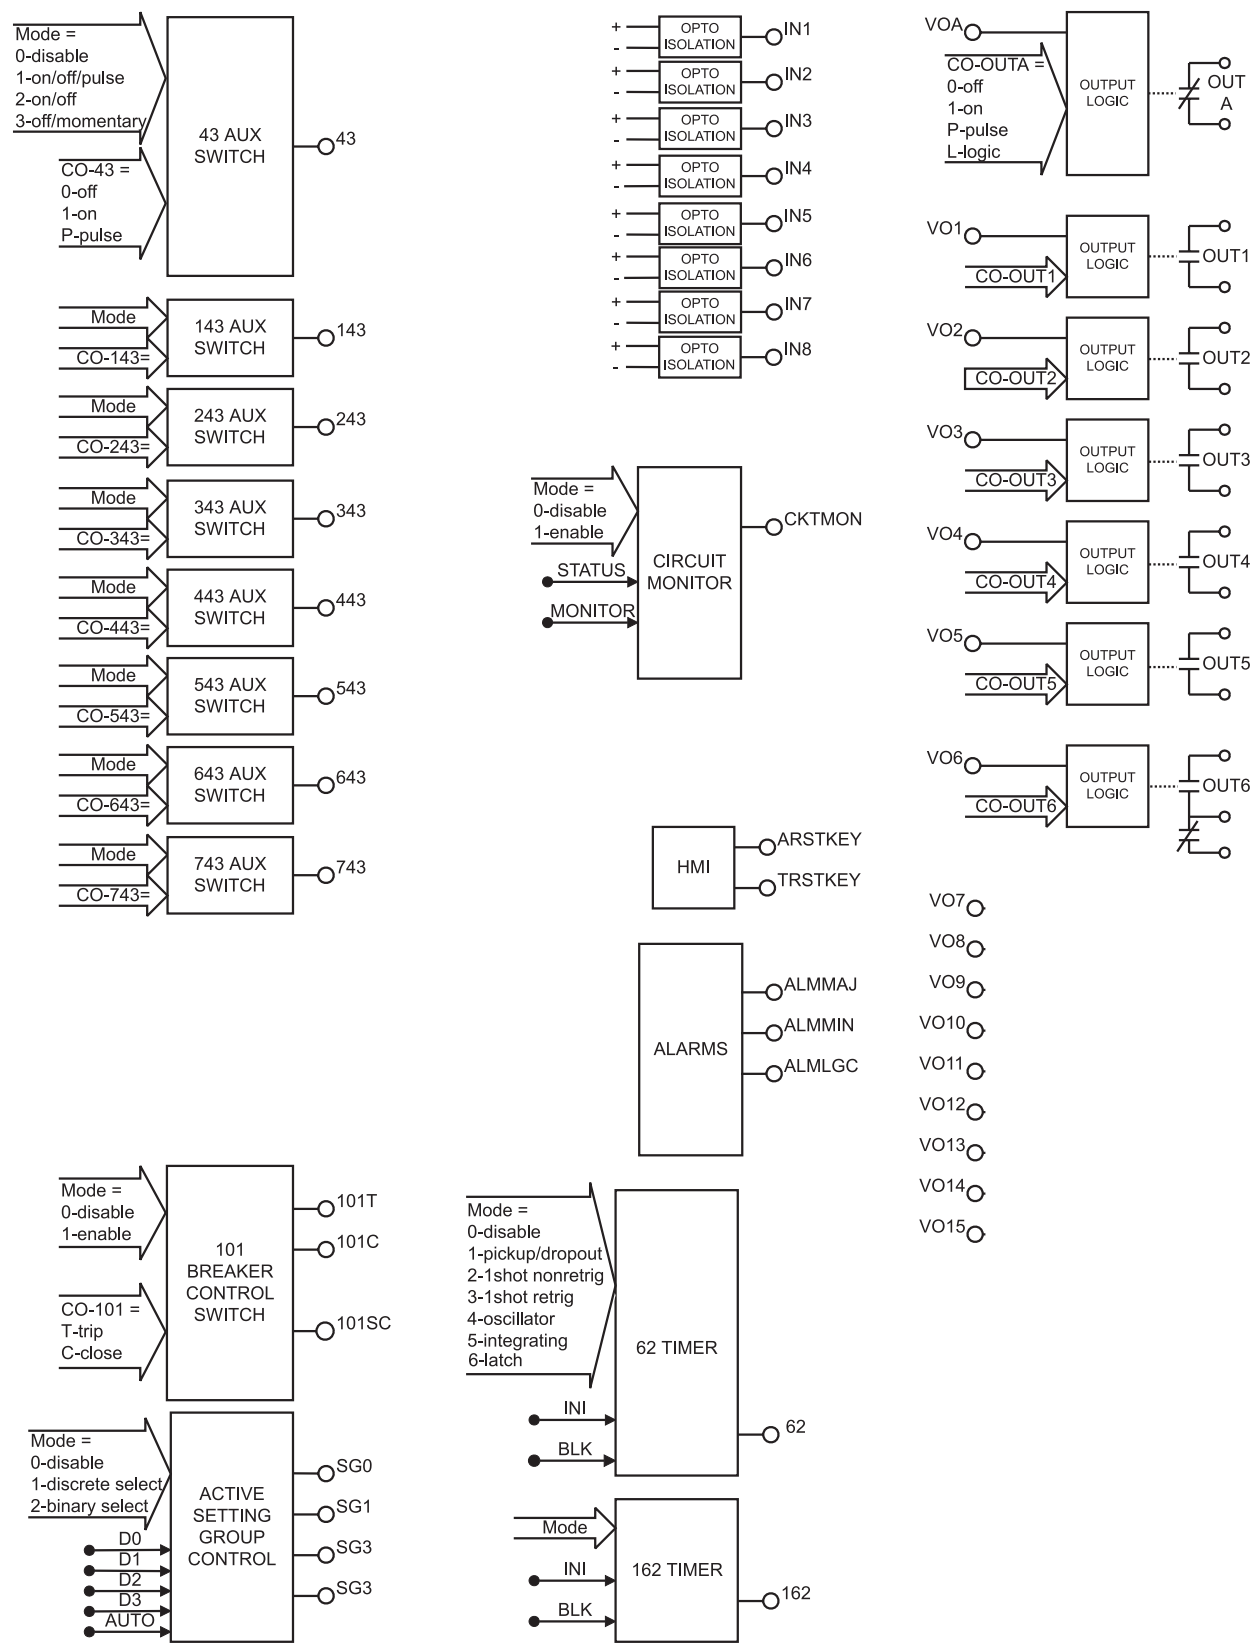 Mode =
0-disable
1-on/off/pulse
2-on/off
3-off/momentary
CO-43 =
0-off
1-on
P-pulse
43 AUX
SWITCH
43
Mode
CO-143=
143 AUX
SWITCH
143
Mode
CO-243=
243 AUX
SWITCH
243
Mode
CO-343=
343 AUX
SWITCH
343
Mode
CO-443=
443 AUX
SWITCH
443
Mode
CO-543=
543 AUX
SWITCH
543
Mode
CO-643=
643 AUX
SWITCH
643
Mode
CO-743=
743 AUX
SWITCH
743
Mode =
0-disable
1-enable
CO-101 =
T-trip
C-close
101
BREAKER
CONTROL
SWITCH
101T
101C
101SC
Mode =
0-disable
1-discrete select
2-binary select
D0
D1
D2
D3
AUTO
ACTIVE
SETTING
GROUP
CONTROL
SG0
SG1
SG3
SG3
+
-
OPTO
ISOLATION
IN1
+
-
OPTO
ISOLATION
IN2
+
-
OPTO
ISOLATION
IN3
+
-
OPTO
ISOLATION
IN4
+
-
OPTO
ISOLATION
IN5
+
-
OPTO
ISOLATION
IN6
+
-
OPTO
ISOLATION
IN7
+
-
OPTO
ISOLATION
IN8
Mode =
0-disable
1-enable
STATUS
MONITOR
CIRCUIT
MONITOR
CKTMON
HMI
ARSTKEY
TRSTKEY
ALARMS
ALMMAJ
ALMMIN
ALMLGC
Mode =
0-disable
1-pickup/dropout
2-1shot nonretrig
3-1shot retrig
4-oscillator
5-integrating
6-latch
INI
BLK
62 TIMER
62
Mode
INI
BLK
162 TIMER
162
VOA
CO-OUTA =
0-off
1-on
P-pulse
L-logic
OUTPUT
LOGIC
OUT
A
VO1
CO-OUT1
OUTPUT
LOGIC
OUT1
VO2
CO-OUT2
OUTPUT
LOGIC
OUT2
VO3
CO-OUT3
OUTPUT
LOGIC
OUT3
VO4
CO-OUT4
OUTPUT
LOGIC
OUT4
VO5
CO-OUT5
OUTPUT
LOGIC
OUT5
VO6
CO-OUT6
OUTPUT
LOGIC
OUT6
VO7
VO8
VO9
VO10
VO11
VO12
VO13
VO14
VO15